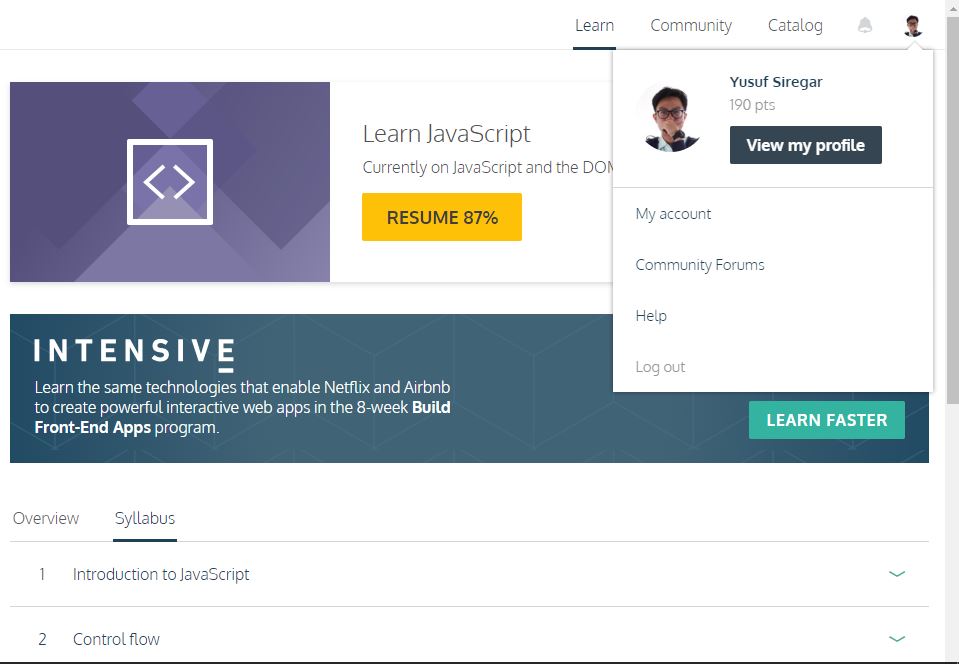 Learn Community Catalog
Yusuf Siregar
190 pts
View my profile
My account
Community Forums
Help
Log out
Learn JavaScript
Currently on JavaScript and the DOM
RESUME 87%
INTENSIVE
Learn the same technologies that enable Netflix and Airbnb
to create powerful interactive web apps in the 8-week Build
Front-End Apps program.
LEARN FASTER
Overview Syllabus
1 Introduction to JavaScript
2 Control flow